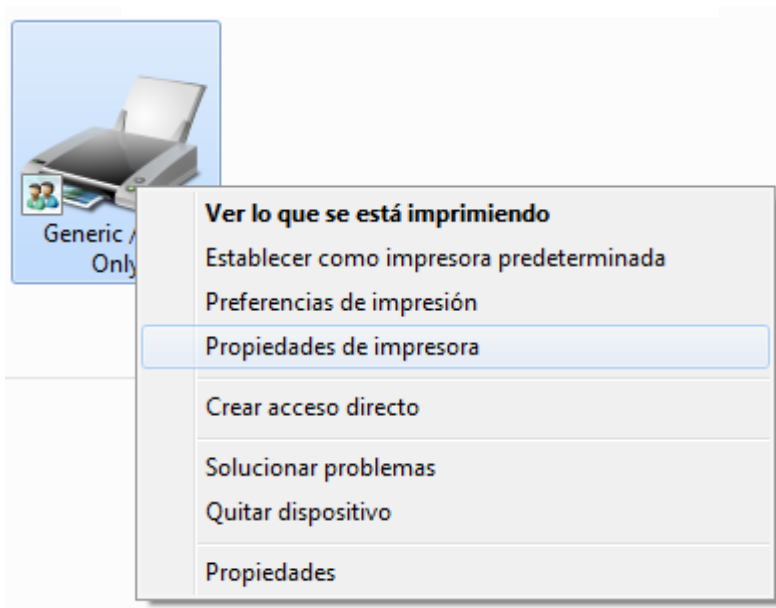 Generic /
Only
Ver lo que se está imprimiendo
Establecer como impresora predeterminada
Preferencias de impresión
Propiedades de impresora
Crear acceso directo
Solucionar problemas
Quitar dispositivo
Propiedades